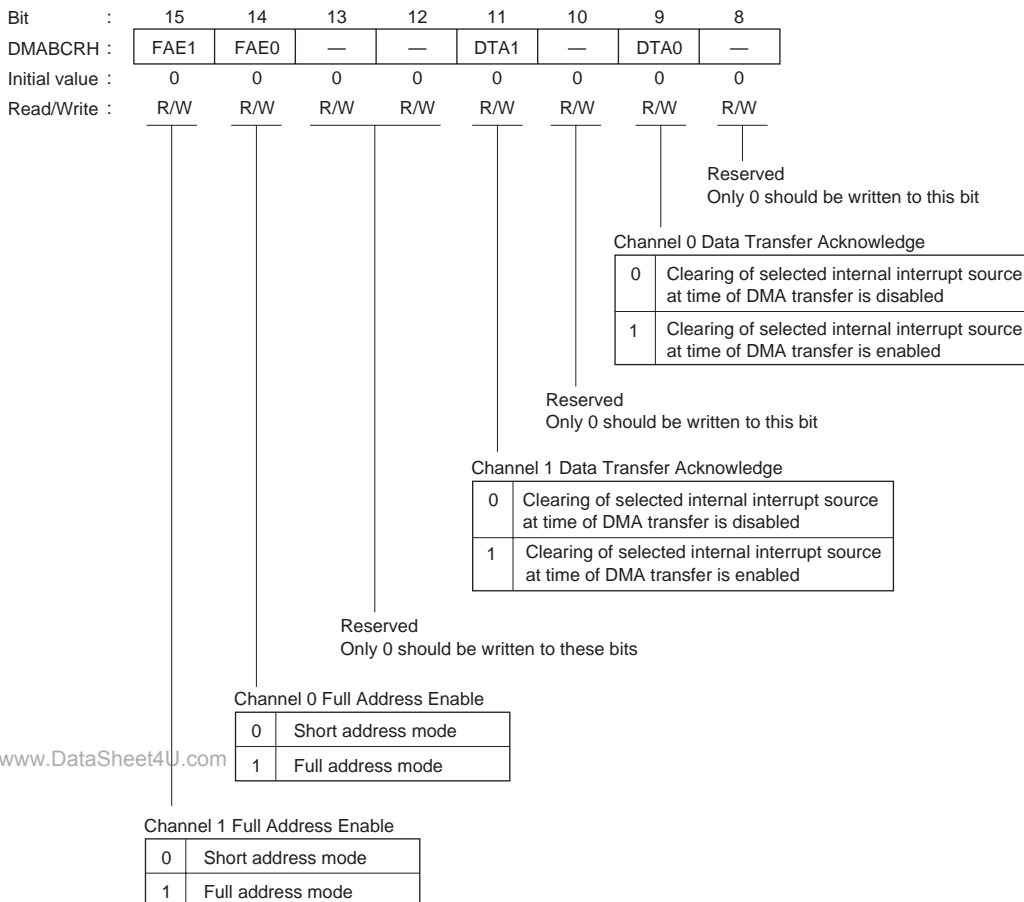 Bit : 15 14 13 12 11 10 9 8
DMABCRH : FAE1 FAE0 — — DTA1 — DTA0 —
Initial value : 0 0 0 0 0 0 0 0
Read/Write : R/W R/W R/W R/W R/W R/W R/W R/W
Reserved
Only 0 should be written to this bit
Channel 0 Data Transfer Acknowledge
0 Clearing of selected internal interrupt source
at time of DMA transfer is disabled
1 Clearing of selected internal interrupt source
at time of DMA transfer is enabled
Reserved
Only 0 should be written to this bit
Channel 1 Data Transfer Acknowledge
0 Clearing of selected internal interrupt source
at time of DMA transfer is disabled
1 Clearing of selected internal interrupt source
at time of DMA transfer is enabled
Reserved
Only 0 should be written to these bits
Channel 0 Full Address Enable
0 Short address mode
1 Full address mode
www.DataSheet4U.com
Channel 1 Full Address Enable
0 Short address mode
1 Full address mode